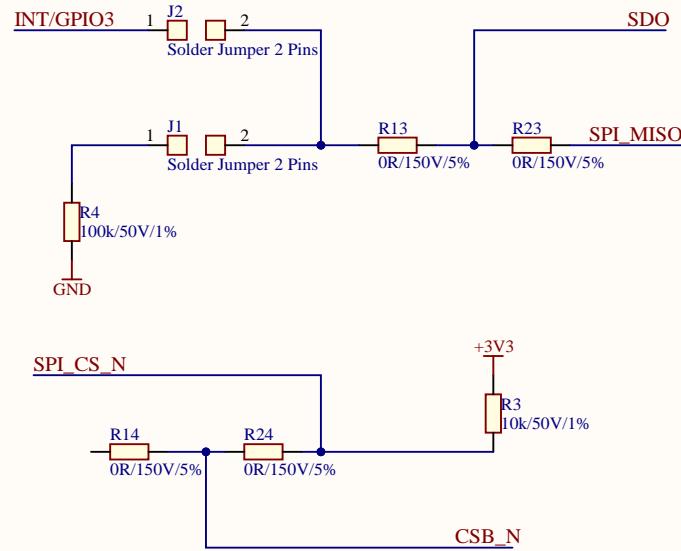 INT/GPIO3
J2
1
2
Solder Jumper 2 Pins
SDO
J1
1
2
Solder Jumper 2 Pins
R13
0R/150V/5%
R23
0R/150V/5%
SPI_MISO
R4
100k/50V/1%
GND
SPI_CS_N
+3V3
R3
10k/50V/1%
R14
0R/150V/5%
R24
0R/150V/5%
CSB_N